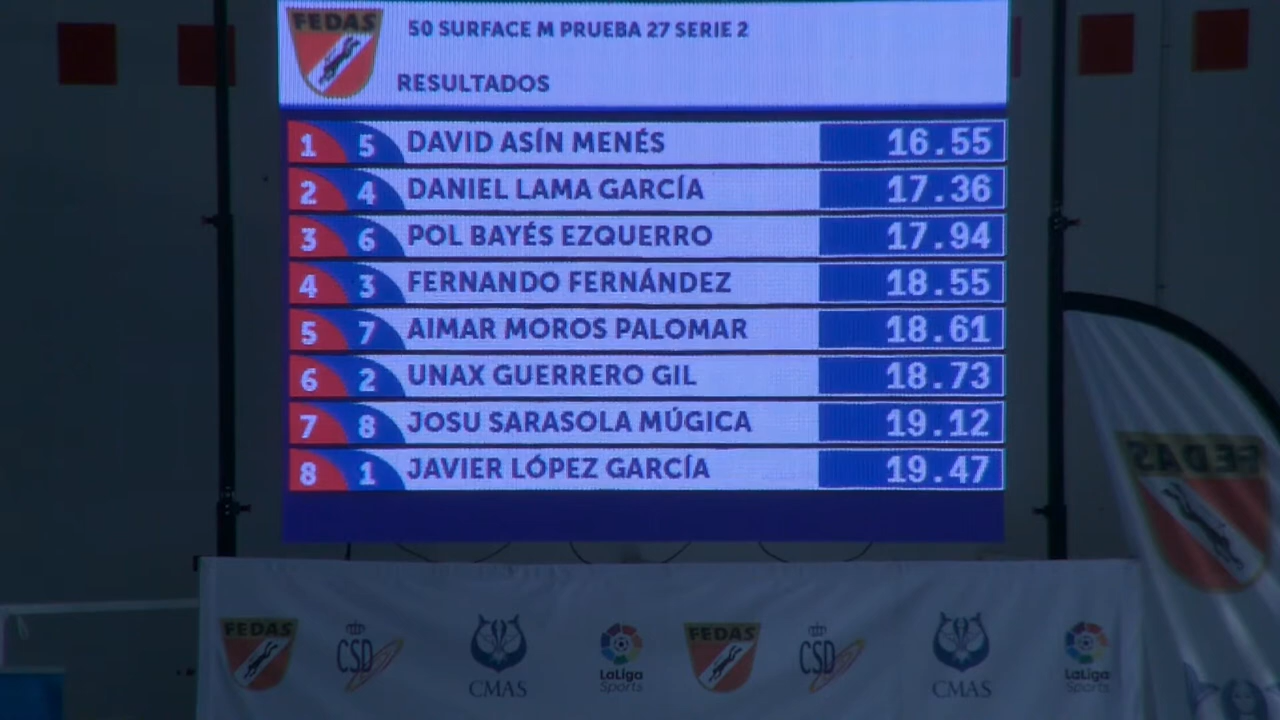 FEDAS
50 SURFACE M PRUEBA 27 SERIE 2
RESULTADOS
1 5 DAVID ASÍN MENÉS 16.55
2 4 DANIEL LAMA GARCÍA 17.36
3 6 POL BAYÉS EZQUERRO 17.94
4 3 FERNANDO FERNÁNDEZ 18.55
5 7 AIMAR MOROS PALOMAR 18.61
6 2 UNAX GUERRERO GIL 18.73
7 8 JOSU SARASOLA MÚGICA 19.12
8 1 JAVIER LÓPEZ GARCÍA 19.47
FEDAS
FEDAS CSD CMAS LaLiga Sports FEDAS CSD CMAS LaLiga Sports